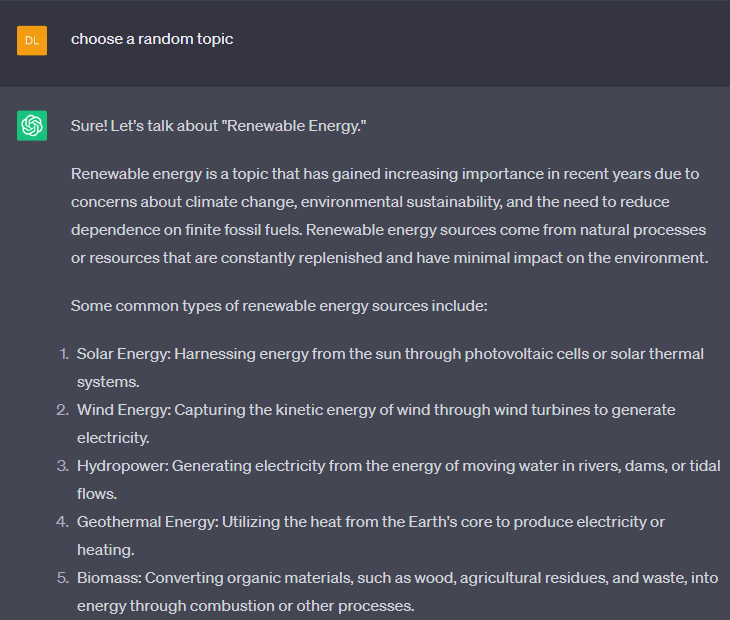 DL
choose a random topic
Sure! Let's talk about "Renewable Energy."
Renewable energy is a topic that has gained increasing importance in recent years due to
concerns about climate change, environmental sustainability, and the need to reduce
dependence on finite fossil fuels. Renewable energy sources come from natural processes
or resources that are constantly replenished and have minimal impact on the environment.
Some common types of renewable energy sources include:
1. Solar Energy: Harnessing energy from the sun through photovoltaic cells or solar thermal
systems.
2. Wind Energy: Capturing the kinetic energy of wind through wind turbines to generate
electricity.
3. Hydropower: Generating electricity from the energy of moving water in rivers, dams, or tidal
flows.
4. Geothermal Energy: Utilizing the heat from the Earth's core to produce electricity or
heating.
5. Biomass: Converting organic materials, such as wood, agricultural residues, and waste, into
energy through combustion or other processes.